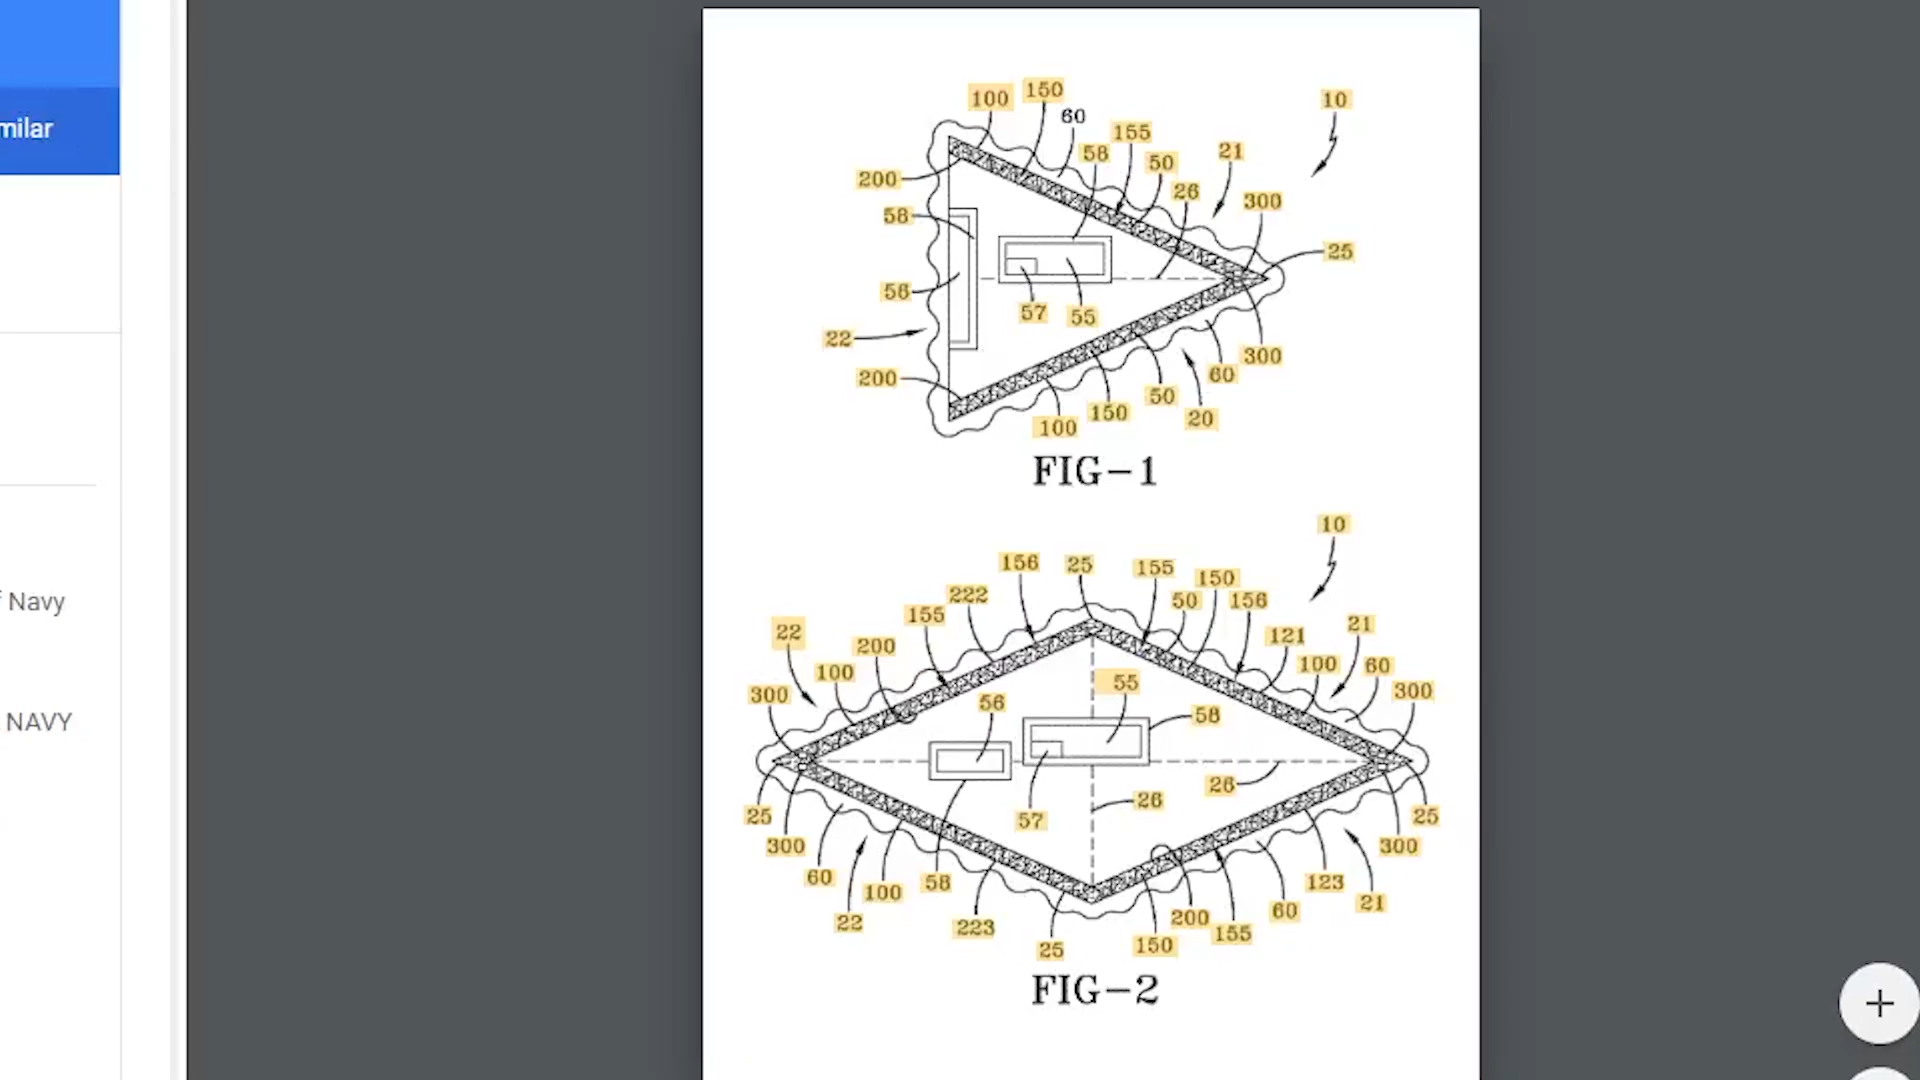 milar
f Navy
NAVY
100 150 60 155 10
58 50 21
200 26 300
58 25
56
57 55
22 300
200 60
50
100 150 20
FIG-1
10
156 25 155 150
222 50 156
155 121 21
22 200 100 60
100 55 300
300 56 58
26 26
25 57 25
300 300
60 100 58 123
22 223 200 60 21
25 150 155
FIG-2
+